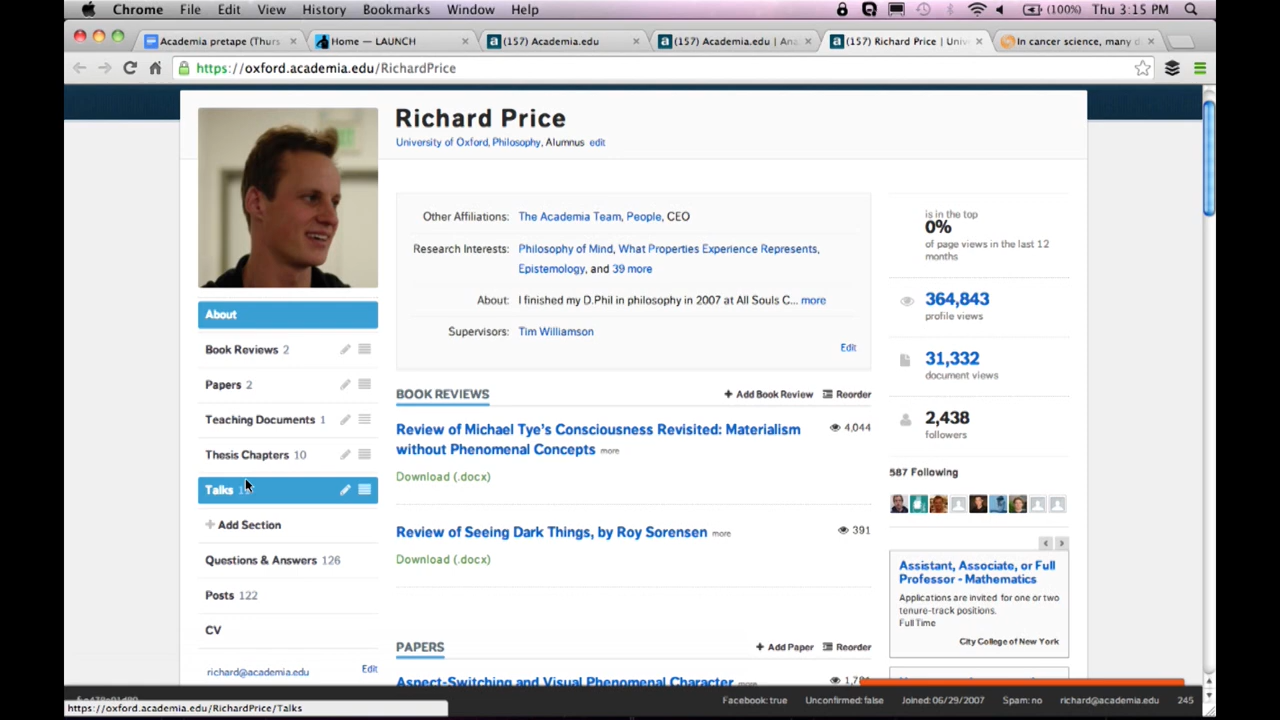 Chrome File Edit View History Bookmarks Window Help (100%) Thu 3:15 PM
Academia pretape (Thurs Home — LAUNCH (157) Academia.edu (157) Academia.edu | Ana (157) Richard Price | Univ In cancer science, many d
https://oxford.academia.edu/RichardPrice
Richard Price
University of Oxford, Philosophy, Alumnus edit
Other Affiliations: The Academia Team, People, CEO
Research Interests: Philosophy of Mind, What Properties Experience Represents,
Epistemology, and 39 more
About: I finished my D.Phil in philosophy in 2007 at All Souls C... more
Supervisors: Tim Williamson
Edit
is in the top
0%
of page views in the last 12
months
364,843
profile views
31,332
document views
2,438
followers
587 Following
About
Book Reviews 2
Papers 2
Teaching Documents 1
Thesis Chapters 10
Talks
+ Add Section
Questions & Answers 126
Posts 122
CV
richard@academia.edu Edit
BOOK REVIEWS + Add Book Review Reorder
Review of Michael Tye's Consciousness Revisited: Materialism 4,044
without Phenomenal Concepts more
Download (.docx)
Review of Seeing Dark Things, by Roy Sorensen more 391
Download (.docx)
PAPERS + Add Paper Reorder
Aspect-Switching and Visual Phenomenal Character more
Assistant, Associate, or Full
Professor - Mathematics
Applications are invited for one or two
tenure-track positions.
Full Time
City College of New York
Facebook: true Unconfirmed: false Joined: 06/29/2007 Spam: no richard@academia.edu 245
https://oxford.academia.edu/RichardPrice/Talks